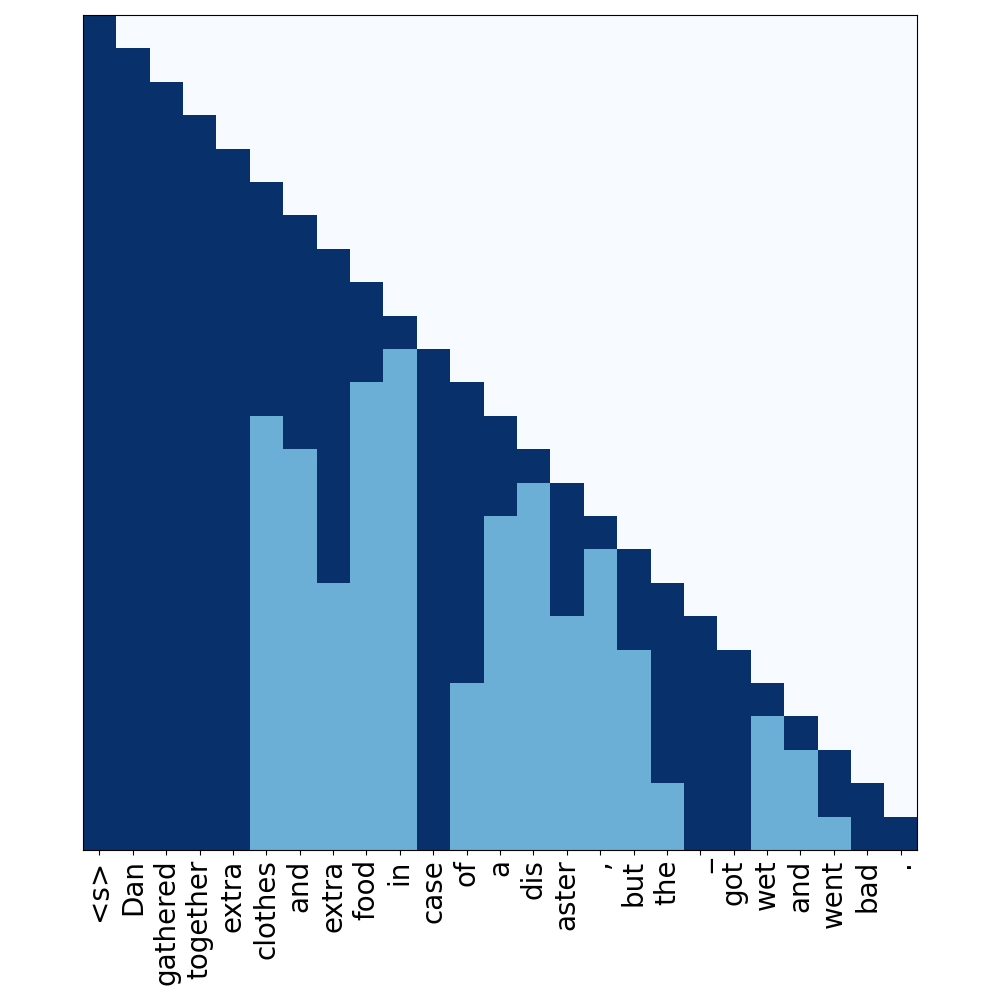 <s> Dan gathered together extra clothes and extra food in case of a dis aster , but the _ got wet and went bad .